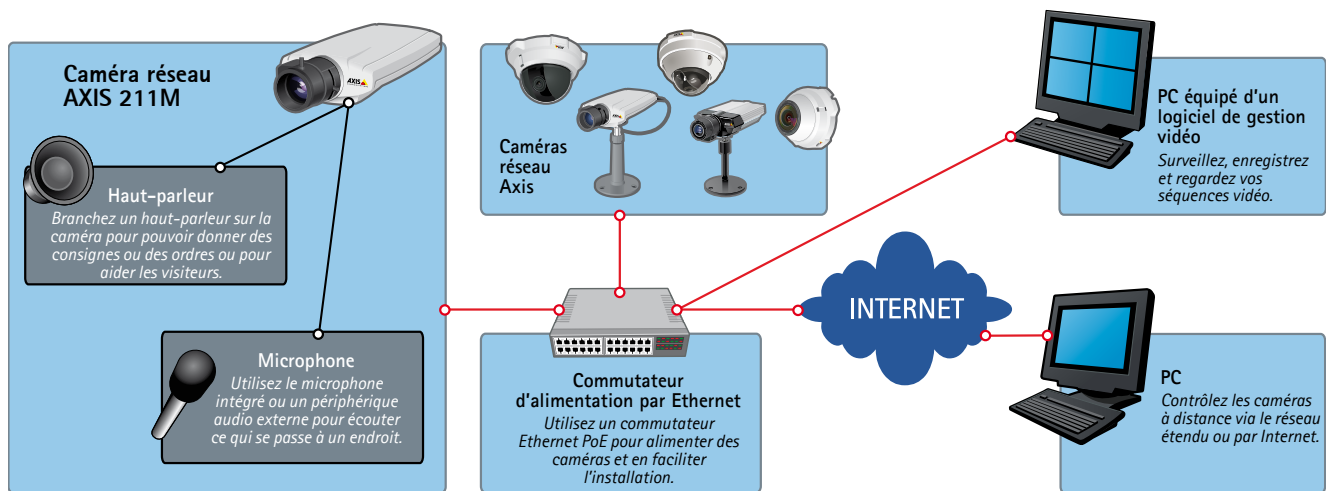 Caméra réseau
AXIS 211M
AXIS
Haut-parleur
Branchez un haut-parleur sur la
caméra pour pouvoir donner des
consignes ou des ordres ou pour
aider les visiteurs.
Microphone
Utilisez le microphone
intégré ou un périphérique
audio externe pour écouter
ce qui se passe à un endroit.
Caméras
réseau
Axis
Commutateur
d'alimentation par Ethernet
Utilisez un commutateur
Ethernet PoE pour alimenter des
caméras et en faciliter
l'installation.
INTERNET
PC équipé d'un
logiciel de gestion
vidéo
Surveillez, enregistrez
et regardez vos
séquences vidéo.
PC
Contrôlez les caméras
à distance via le réseau
étendu ou par Internet.